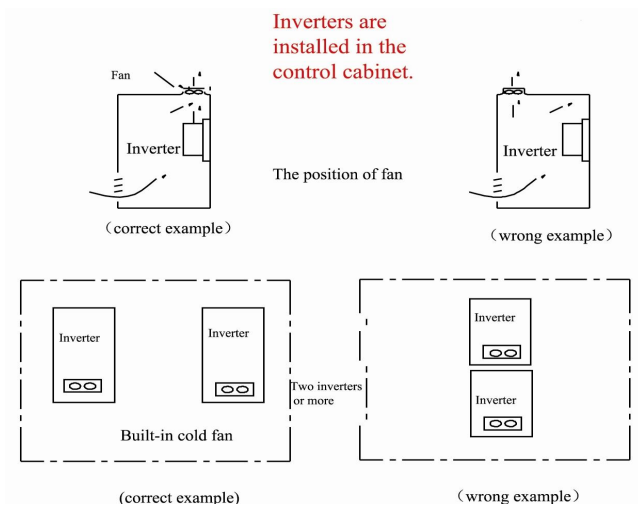 Inverters are
installed in the
control cabinet.
Fan
Inverter
Inverter
The position of fan
（correct example）
（wrong example）
Inverter
Inverter
Inverter
Two inverters
or more
Inverter
Built-in cold fan
(correct example)
（wrong example）